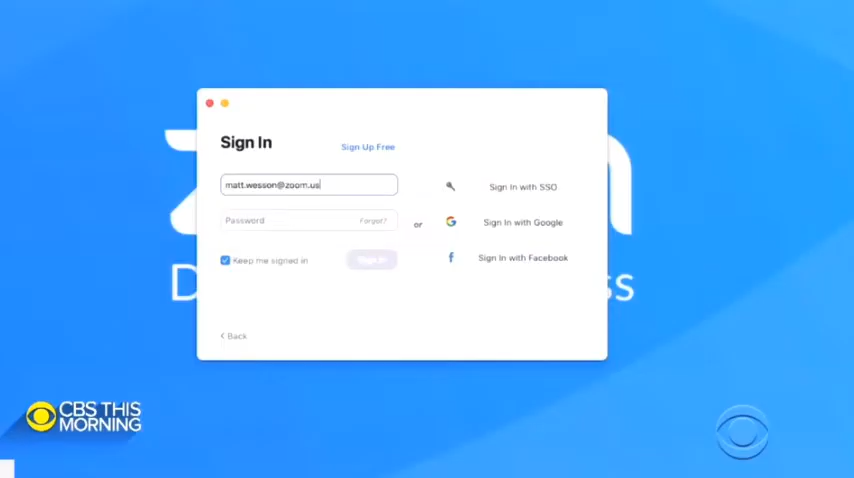 Sign In
Sign Up Free
matt.wesson@zoom.us
Password
Forgot?
Keep me signed in
Sign In
or
Sign In with SSO
Sign In with Google
Sign In with Facebook
Back
CBS THIS
MORNING